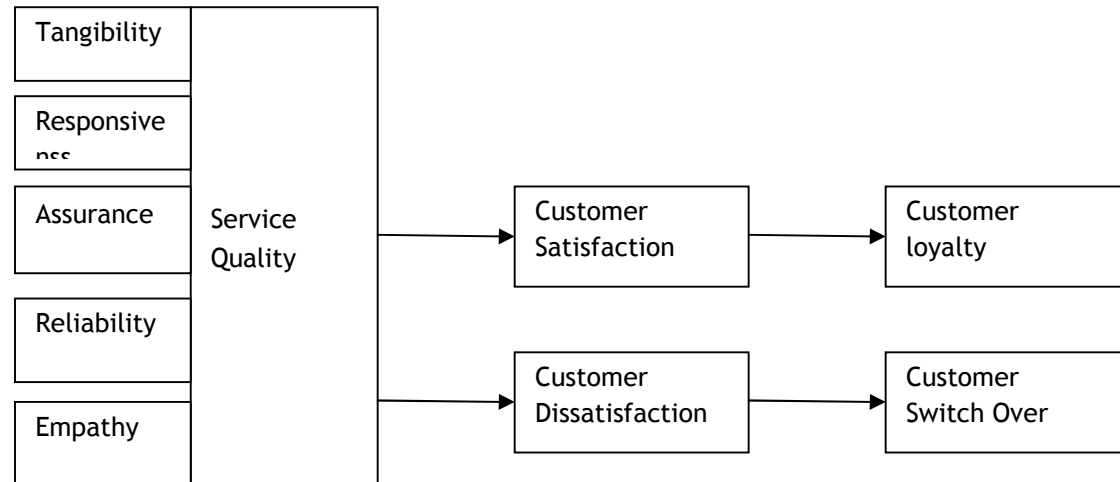 Tangibility
Responsive
Assurance
Reliability
Empathy
Service
Quality
Customer
Satisfaction
Customer
loyalty
Customer
Dissatisfaction
Customer
Switch Over